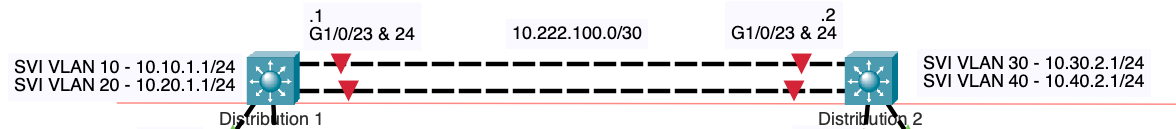 .1
G1/0/23 & 24
10.222.100.0/30
.2
G1/0/23 & 24
SVI VLAN 10 - 10.10.1.1/24
SVI VLAN 20 - 10.20.1.1/24
SVI VLAN 30 - 10.30.2.1/24
SVI VLAN 40 - 10.40.2.1/24
Distribution 1
Distribution 2